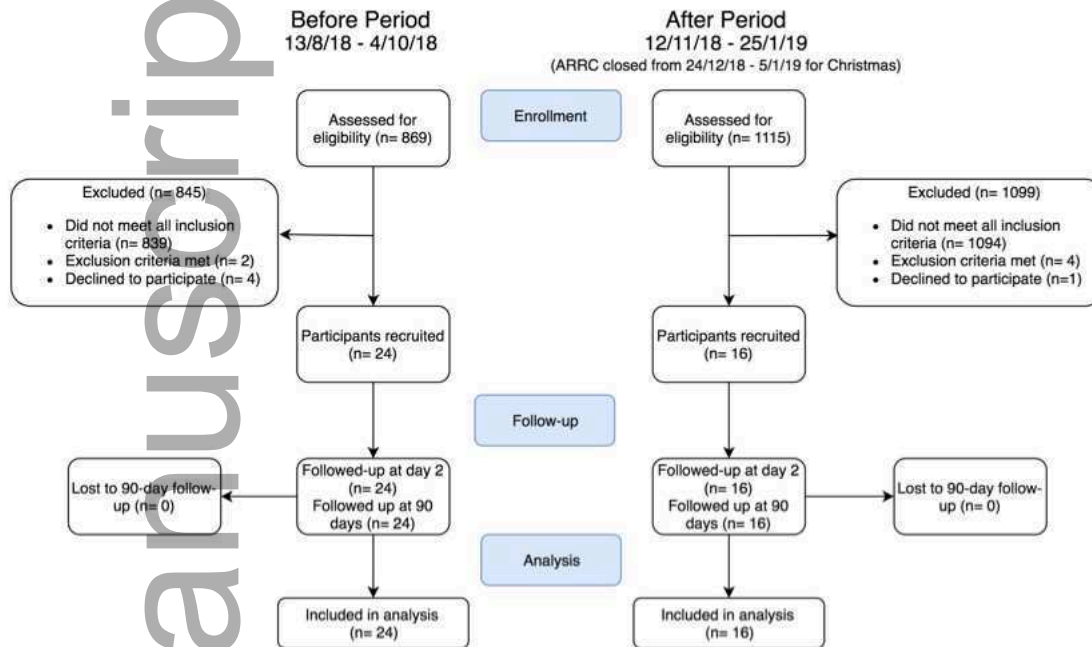 Before Period
13/8/18 - 4/10/18
After Period
12/11/18 - 25/1/19
(ARRC closed from 24/12/18 - 5/1/19 for Christmas)
Enrollment
Assessed for
eligibility (n= 869)
Assessed for
eligibility (n= 1115)
Excluded (n= 845)
• Did not meet all inclusion
criteria (n= 839)
• Exclusion criteria met (n= 2)
• Declined to participate (n= 4)
Excluded (n= 1099)
• Did not meet all inclusion
criteria (n= 1094)
• Exclusion criteria met (n= 4)
• Declined to participate (n=1)
Participants recruited
(n= 24)
Participants recruited
(n= 16)
Follow-up
Followed-up at day 2
(n= 24)
Followed up at 90
days (n= 24)
Lost to 90-day follow-
up (n= 0)
Followed-up at day 2
(n= 16)
Followed up at 90
days (n= 16)
Lost to 90-day follow-
up (n= 0)
Analysis
Included in analysis
(n= 24)
Included in analysis
(n= 16)
anuscrip